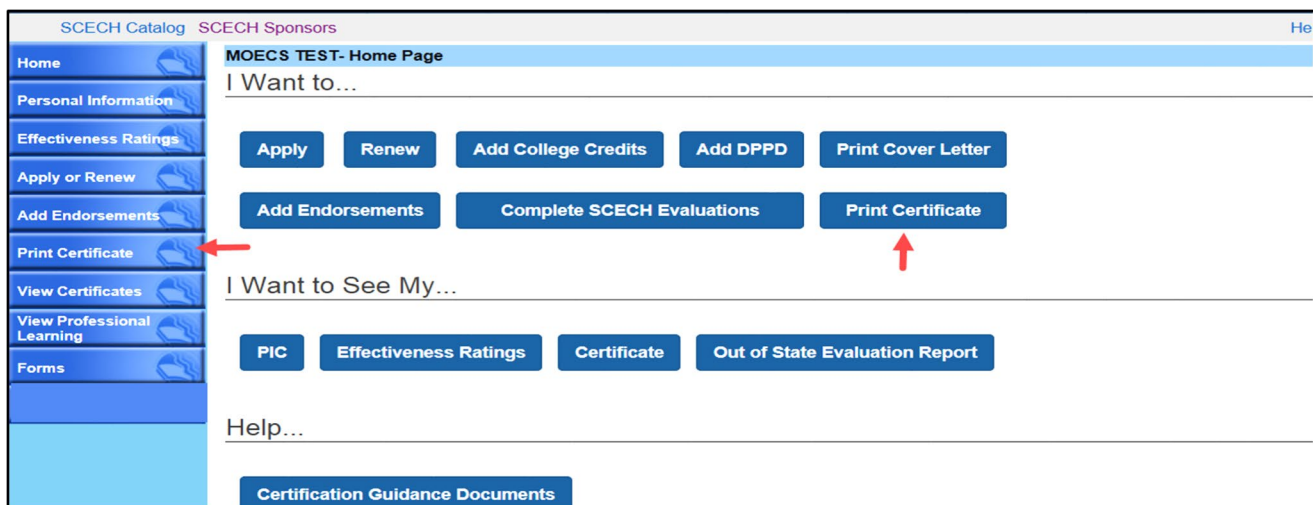 SCECH Catalog SCECH Sponsors
Home
Personal Information
Effectiveness Ratings
Apply or Renew
Add Endorsements
Print Certificate
View Certificates
View Professional
Learning
Forms
MOECS TEST- Home Page
I Want to...
Apply Renew Add College Credits Add DPPD Print Cover Letter
Add Endorsements Complete SCECH Evaluations Print Certificate
I Want to See My...
PIC Effectiveness Ratings Certificate Out of State Evaluation Report
Help...
Certification Guidance Documents